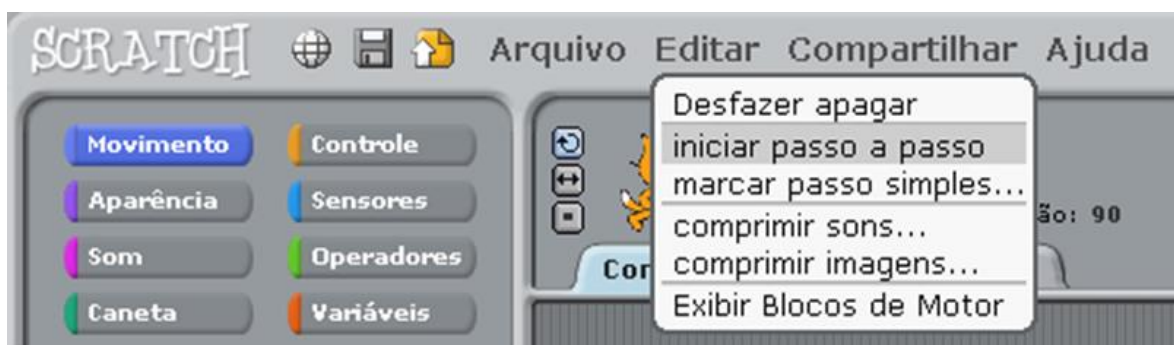 SCRATCH Arquivo Editar Compartilhar Ajuda
Movimento Controle
Aparência Sensores
Som Operadores
Caneta Variáveis
Desfazer apagar
iniciar passo a passo
marcar passo simples...
comprimir sons...
comprimir imagens...
Exibir Blocos de Motor
ão: 90
Cor